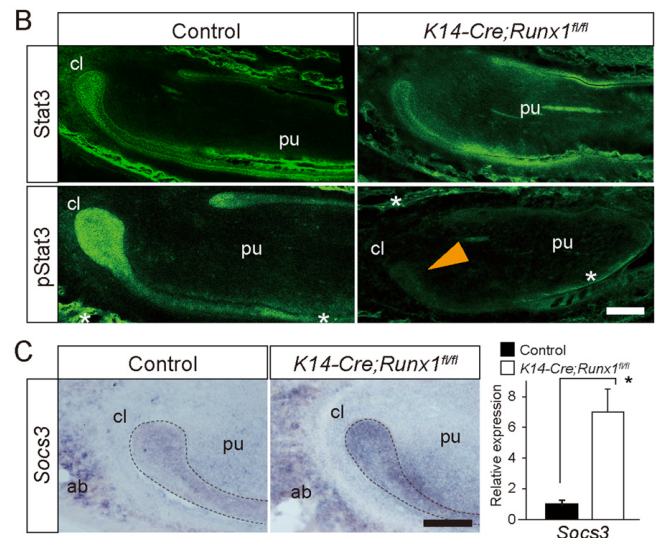 B
Control
K14-Cre;Runx1fl/fl
Stat3
cl
pu
pu
pStat3
cl
pu
*
*
*
cl
pu
*
C
Control
K14-Cre;Runx1fl/fl
Socs3
cl
pu
ab
cl
pu
ab
Control
K14-Cre;Runx1fl/fl
*
Relative expression
8
6
4
2
0
Socs3